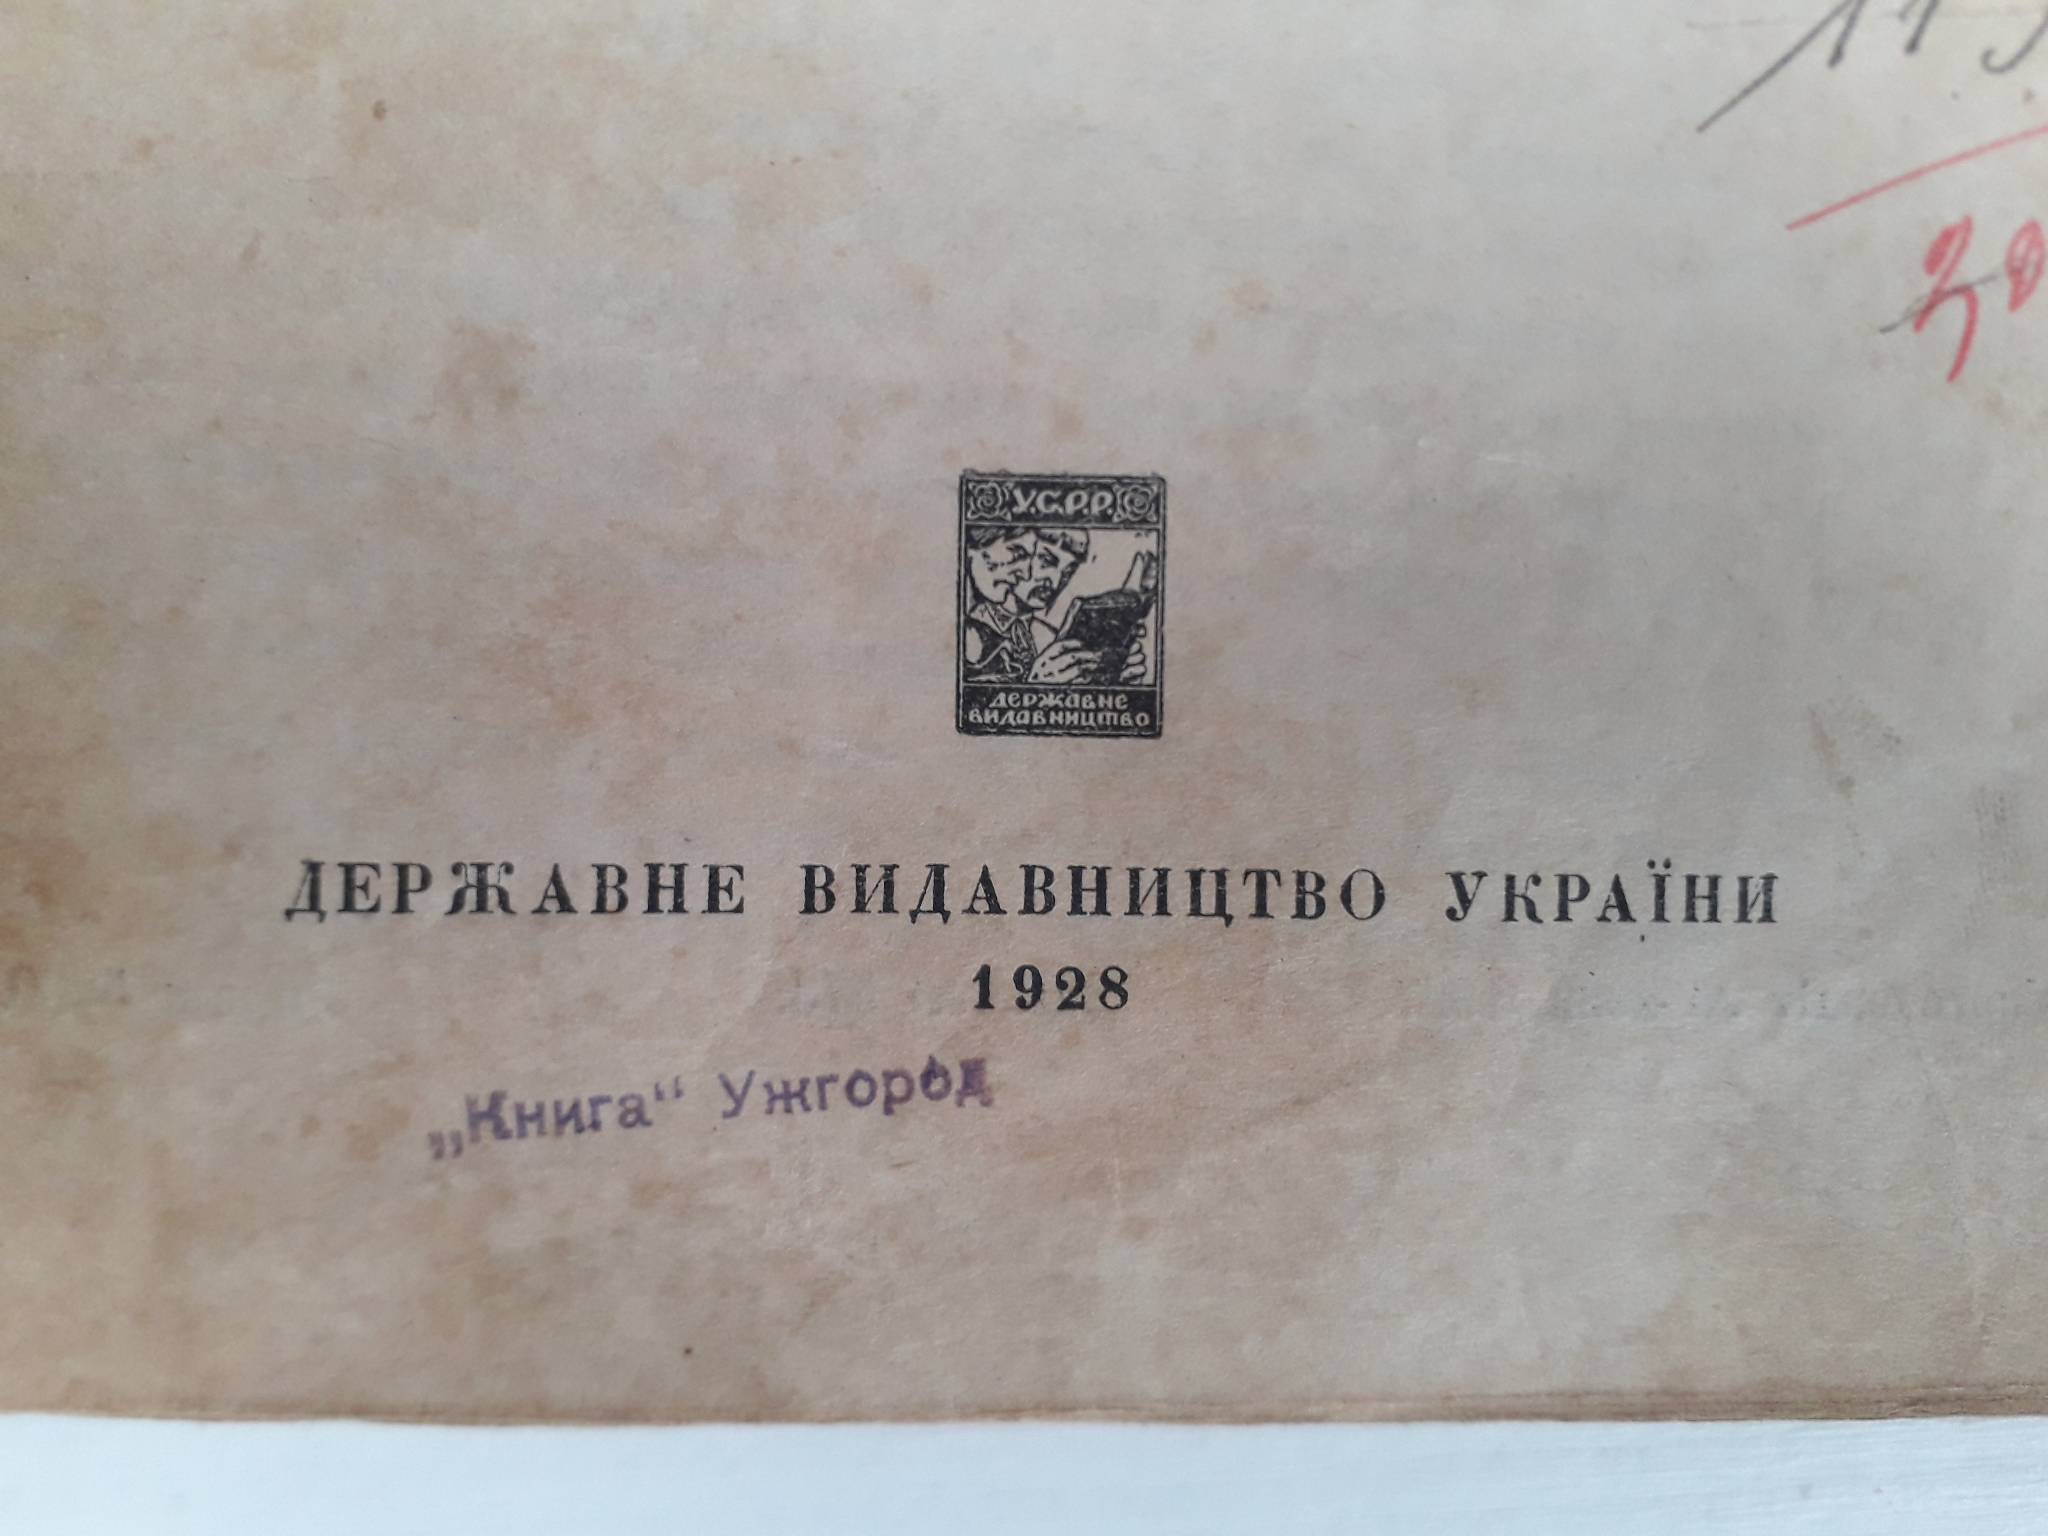 У.С.Р.Р.
державне
видавництво
ДЕРЖАВНЕ ВИДАВНИЦТВО УКРАЇНИ
1928
„Книга“ Ужгород